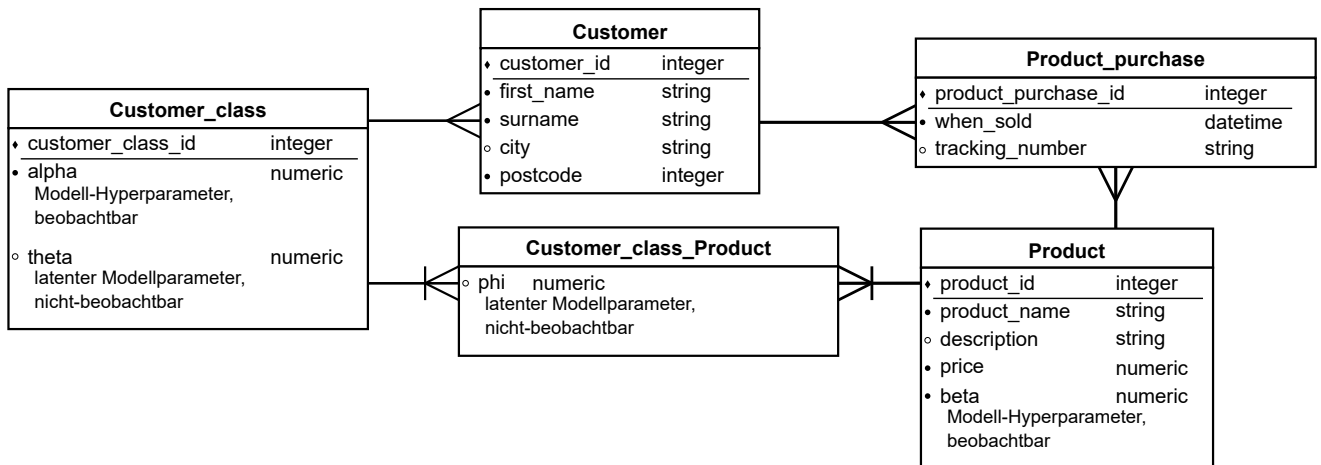 Customer_class
customer_class_id integer
alpha numeric
Modell-Hyperparameter,
beobachtbar
theta numeric
latenter Modellparameter,
nicht-beobachtbar
Customer
customer_id integer
first_name string
surname string
city string
postcode integer
Product_purchase
product_purchase_id integer
when_sold datetime
tracking_number string
Customer_class_Product
phi numeric
latenter Modellparameter,
nicht-beobachtbar
Product
product_id integer
product_name string
description string
price numeric
beta numeric
Modell-Hyperparameter,
beobachtbar